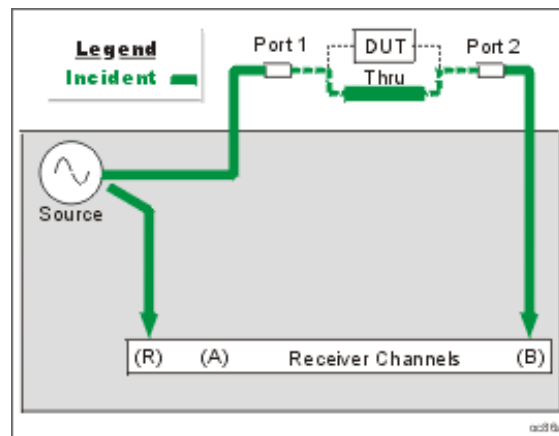 Legend
Incident
Port 1
DUT
Port 2
Thru
Source
(R) (A) Receiver Channels (B)